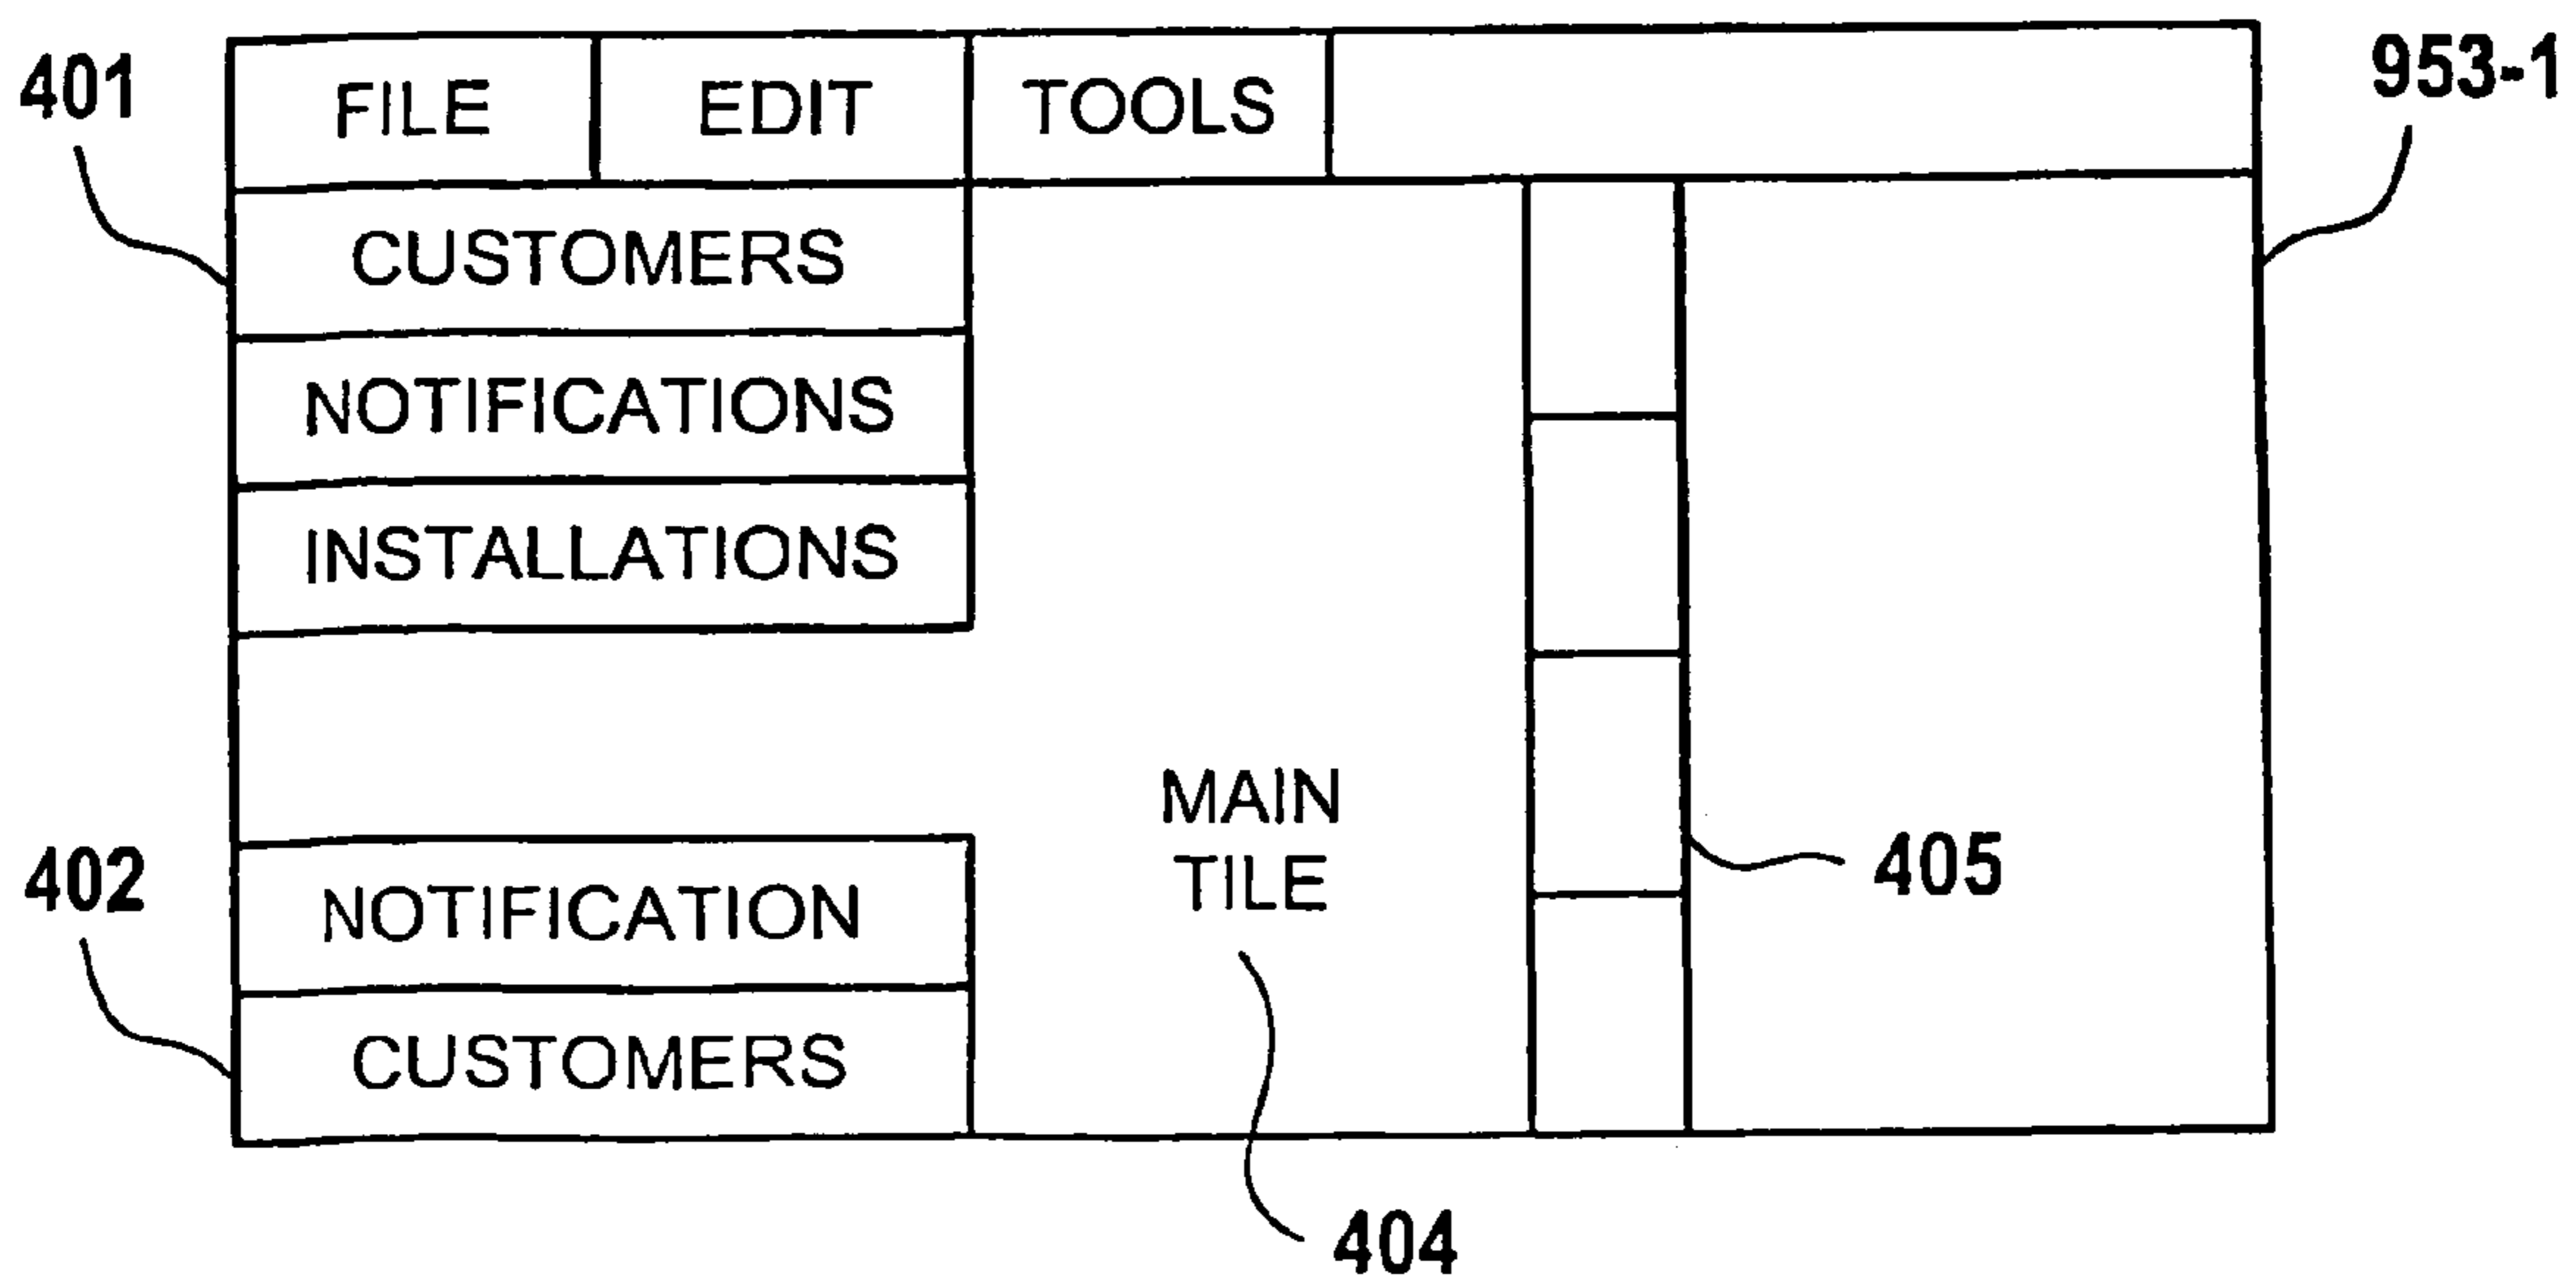 401
953-1
FILE EDIT TOOLS
CUSTOMERS
NOTIFICATIONS
INSTALLATIONS
MAIN
TILE
402
405
NOTIFICATION
CUSTOMERS
404